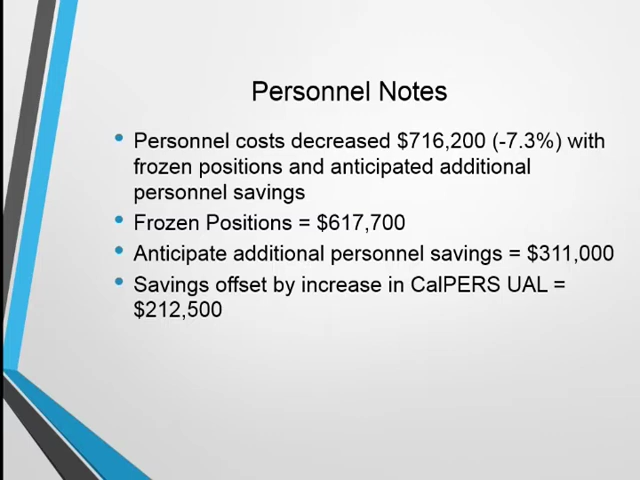 Personnel Notes
• Personnel costs decreased $716,200 (-7.3%) with
frozen positions and anticipated additional
personnel savings
• Frozen Positions = $617,700
• Anticipate additional personnel savings = $311,000
• Savings offset by increase in CalPERS UAL =
$212,500